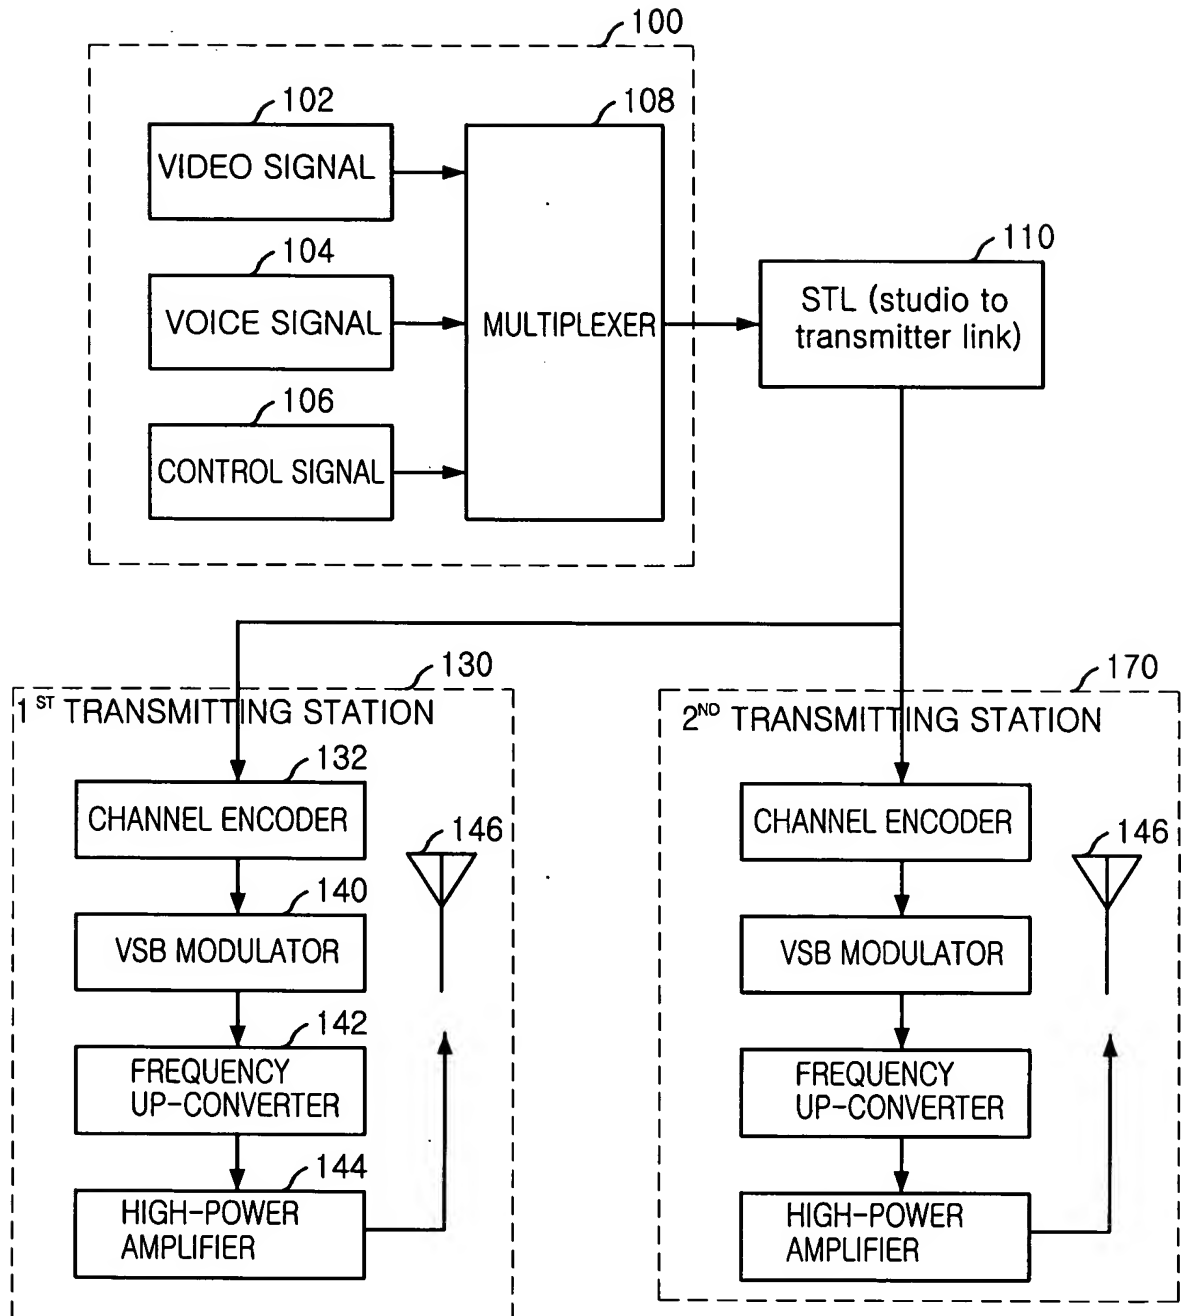 100
102
VIDEO SIGNAL
104
VOICE SIGNAL
106
CONTROL SIGNAL
108
MULTIPLEXER
110
STL (studio to
transmitter link)
130
1ST TRANSMITTING STATION
132
CHANNEL ENCODER
140
VSB MODULATOR
142
FREQUENCY
UP-CONVERTER
144
HIGH-POWER
AMPLIFIER
146
170
2ND TRANSMITTING STATION
CHANNEL ENCODER
VSB MODULATOR
FREQUENCY
UP-CONVERTER
HIGH-POWER
AMPLIFIER
146